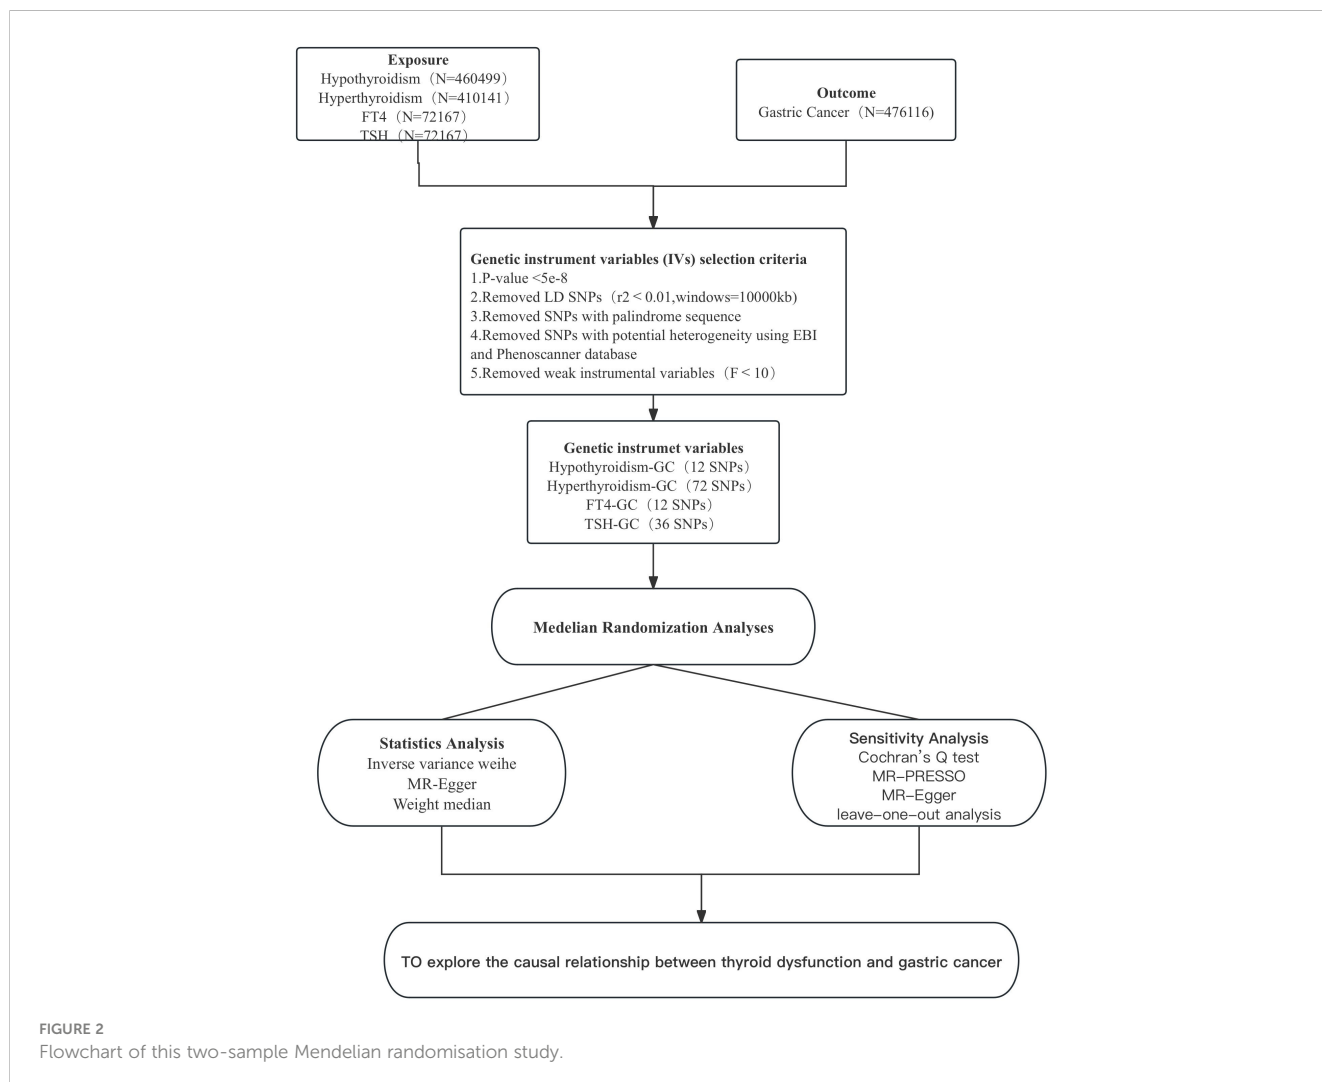 Exposure
Hypothyroidism（N=460499）
Hyperthyroidism（N=410141）
FT4（N=72167）
TSH（N=72167）
Outcome
Gastric Cancer（N=476116)
Genetic instrument variables (IVs) selection criteria
1.P-value <5e-8
2.Removed LD SNPs（r2 < 0.01,windows=10000kb)
3.Removed SNPs with palindrome sequence
4.Removed SNPs with potential heterogeneity using EBI
and Phenoscanner database
5.Removed weak instrumental variables（F < 10）
Genetic instrumet variables
Hypothyroidism-GC（12 SNPs）
Hyperthyroidism-GC（72 SNPs）
FT4-GC（12 SNPs）
TSH-GC（36 SNPs）
Medelian Randomization Analyses
Statistics Analysis
Inverse variance weihe
MR-Egger
Weight median
Sensitivity Analysis
Cochran's Q test
MR–PRESSO
MR–Egger
leave–one–out analysis
TO explore the causal relationship between thyroid dysfunction and gastric cancer
FIGURE 2
Flowchart of this two-sample Mendelian randomisation study.